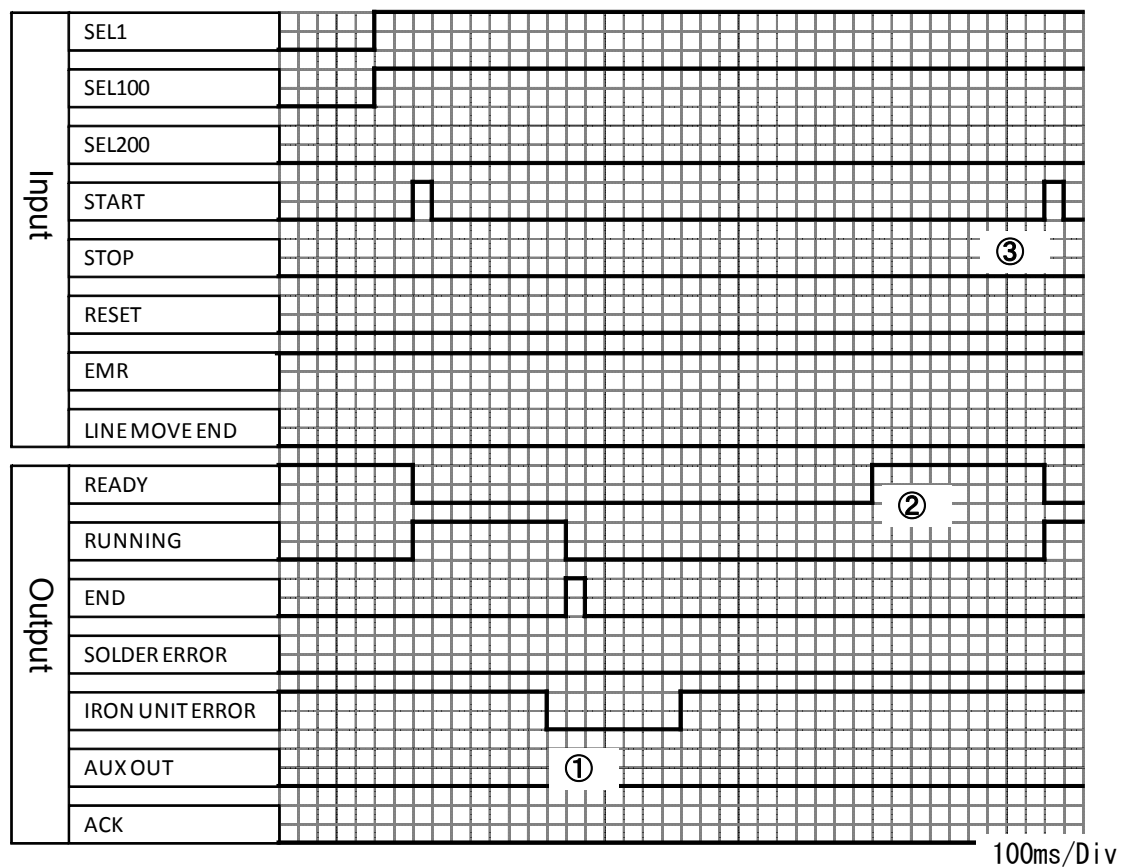 Input
SEL1
SEL100
SEL200
START
STOP
③
RESET
EMR
LINE MOVE END
Output
READY
②
RUNNING
END
SOLDER ERROR
IRON UNIT ERROR
AUX OUT
①
ACK
100ms/Div